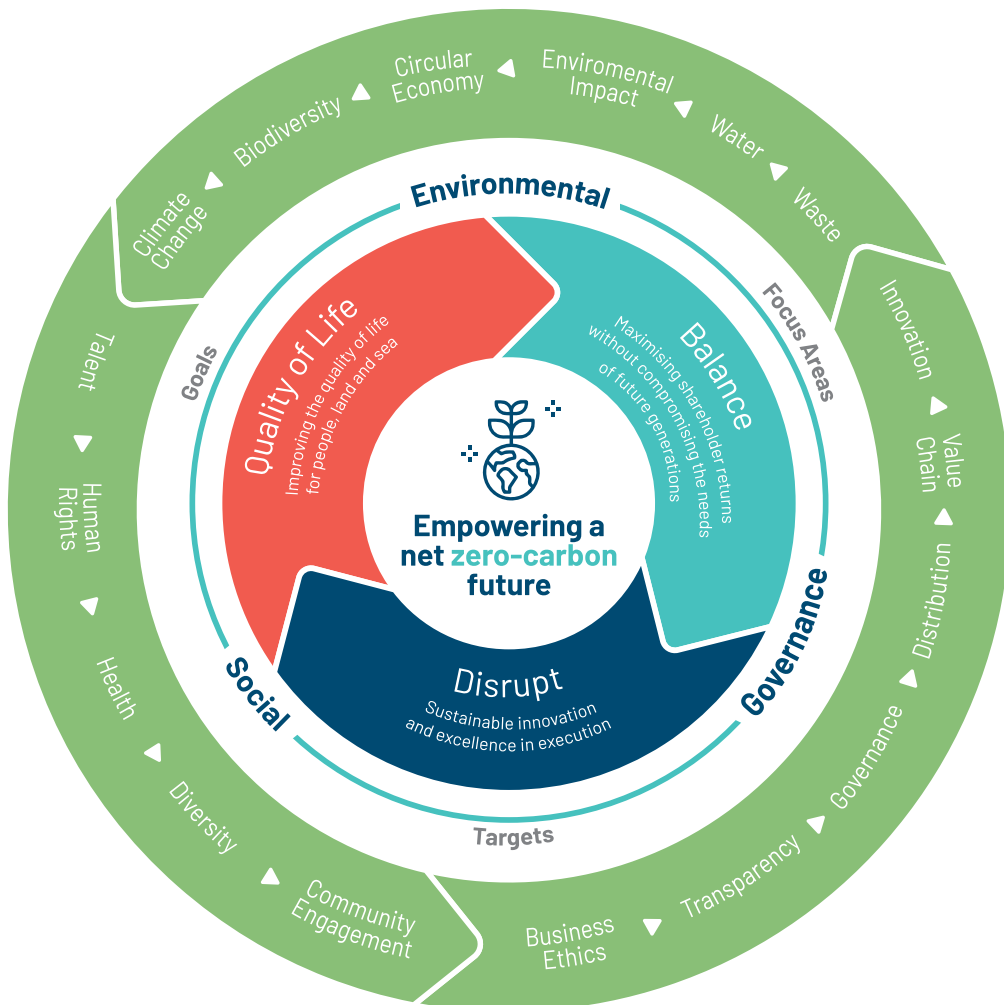 Circular
Economy
Enviromental
Impact
Biodiversity
Water
Climate
Change
Waste
Environmental
Innovation
Focus Areas
Value
Chain
Distribution
Governance
Transparency
Business
Ethics
Community
Engagement
Diversity
Health
Human
Rights
Talent
Goals
Governance
Targets
Social
Quality of Life
Improving the quality of life
for people, land and sea
Balance
Maximising shareholder returns
without compromising the needs
of future generations
Disrupt
Sustainable innovation
and excellence in execution
Empowering a
net zero-carbon
future